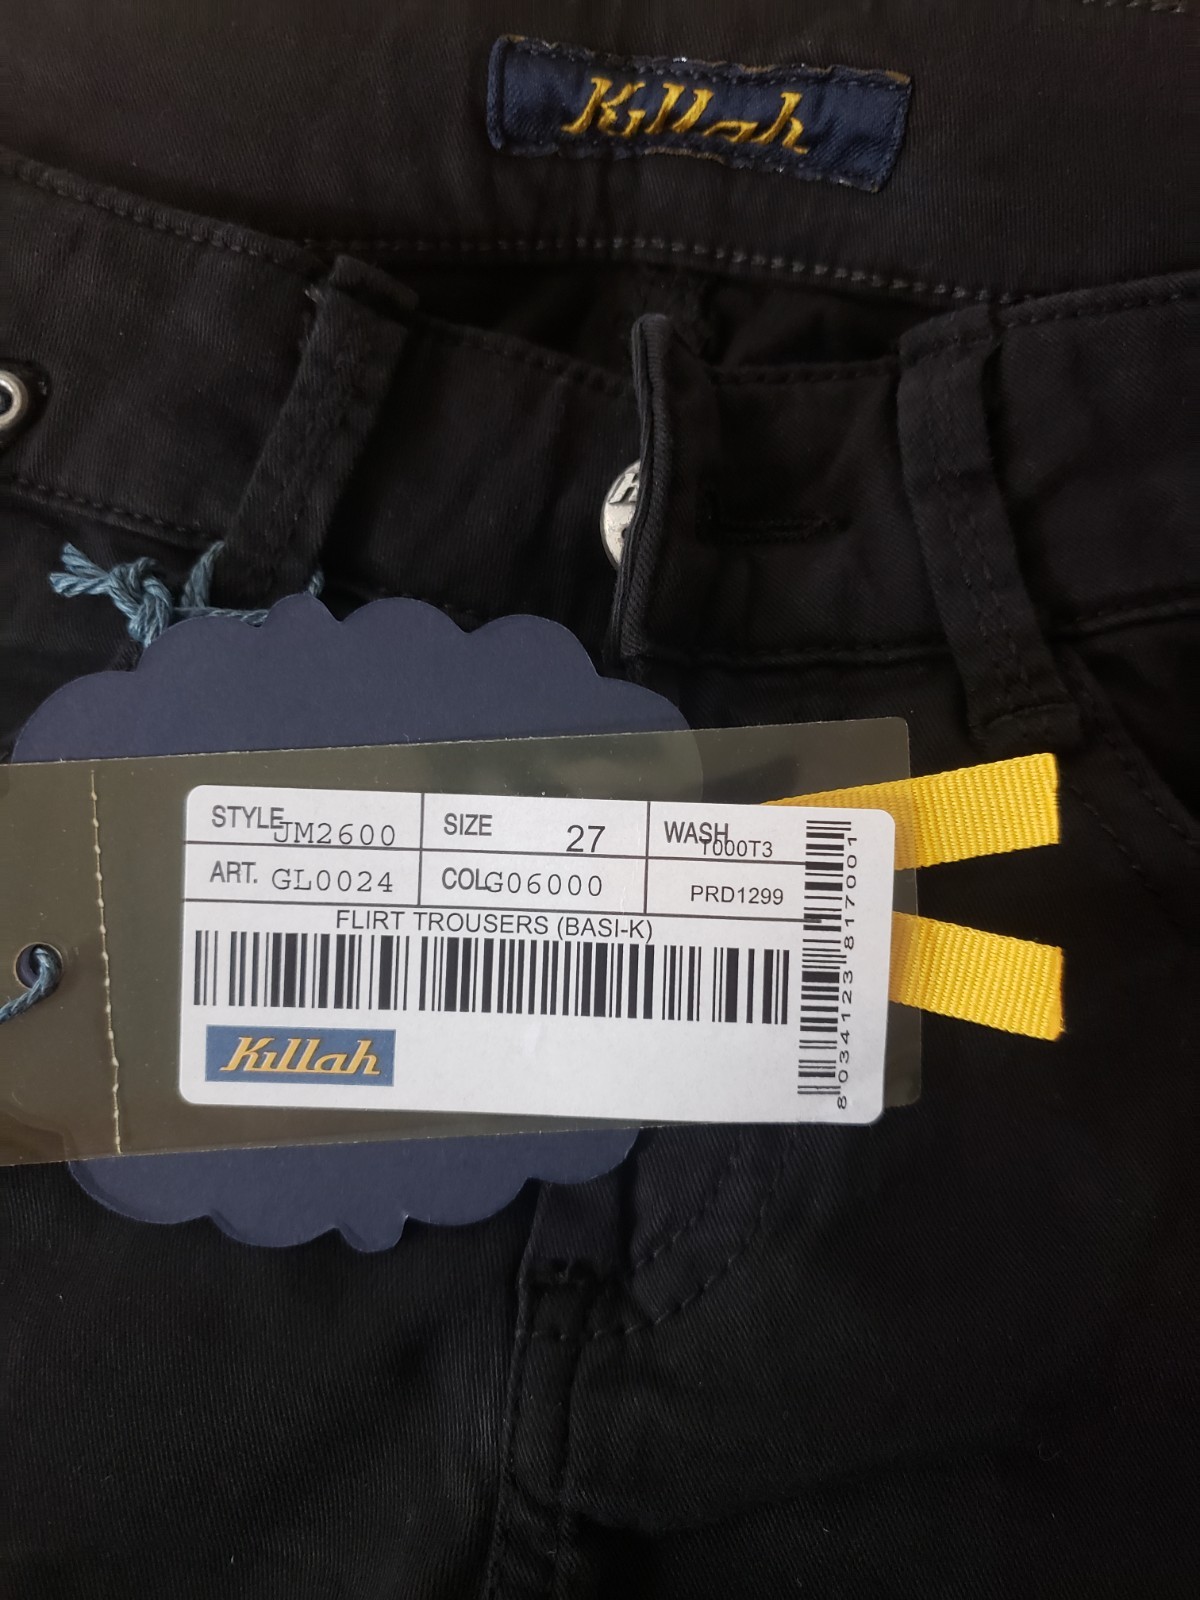 Killah
STYLE JM2600 SIZE 27 WASH T000T3
ART. GL0024 COL G06000 PRD1299
FLIRT TROUSERS (BASI-K)
Killah
8034123817001